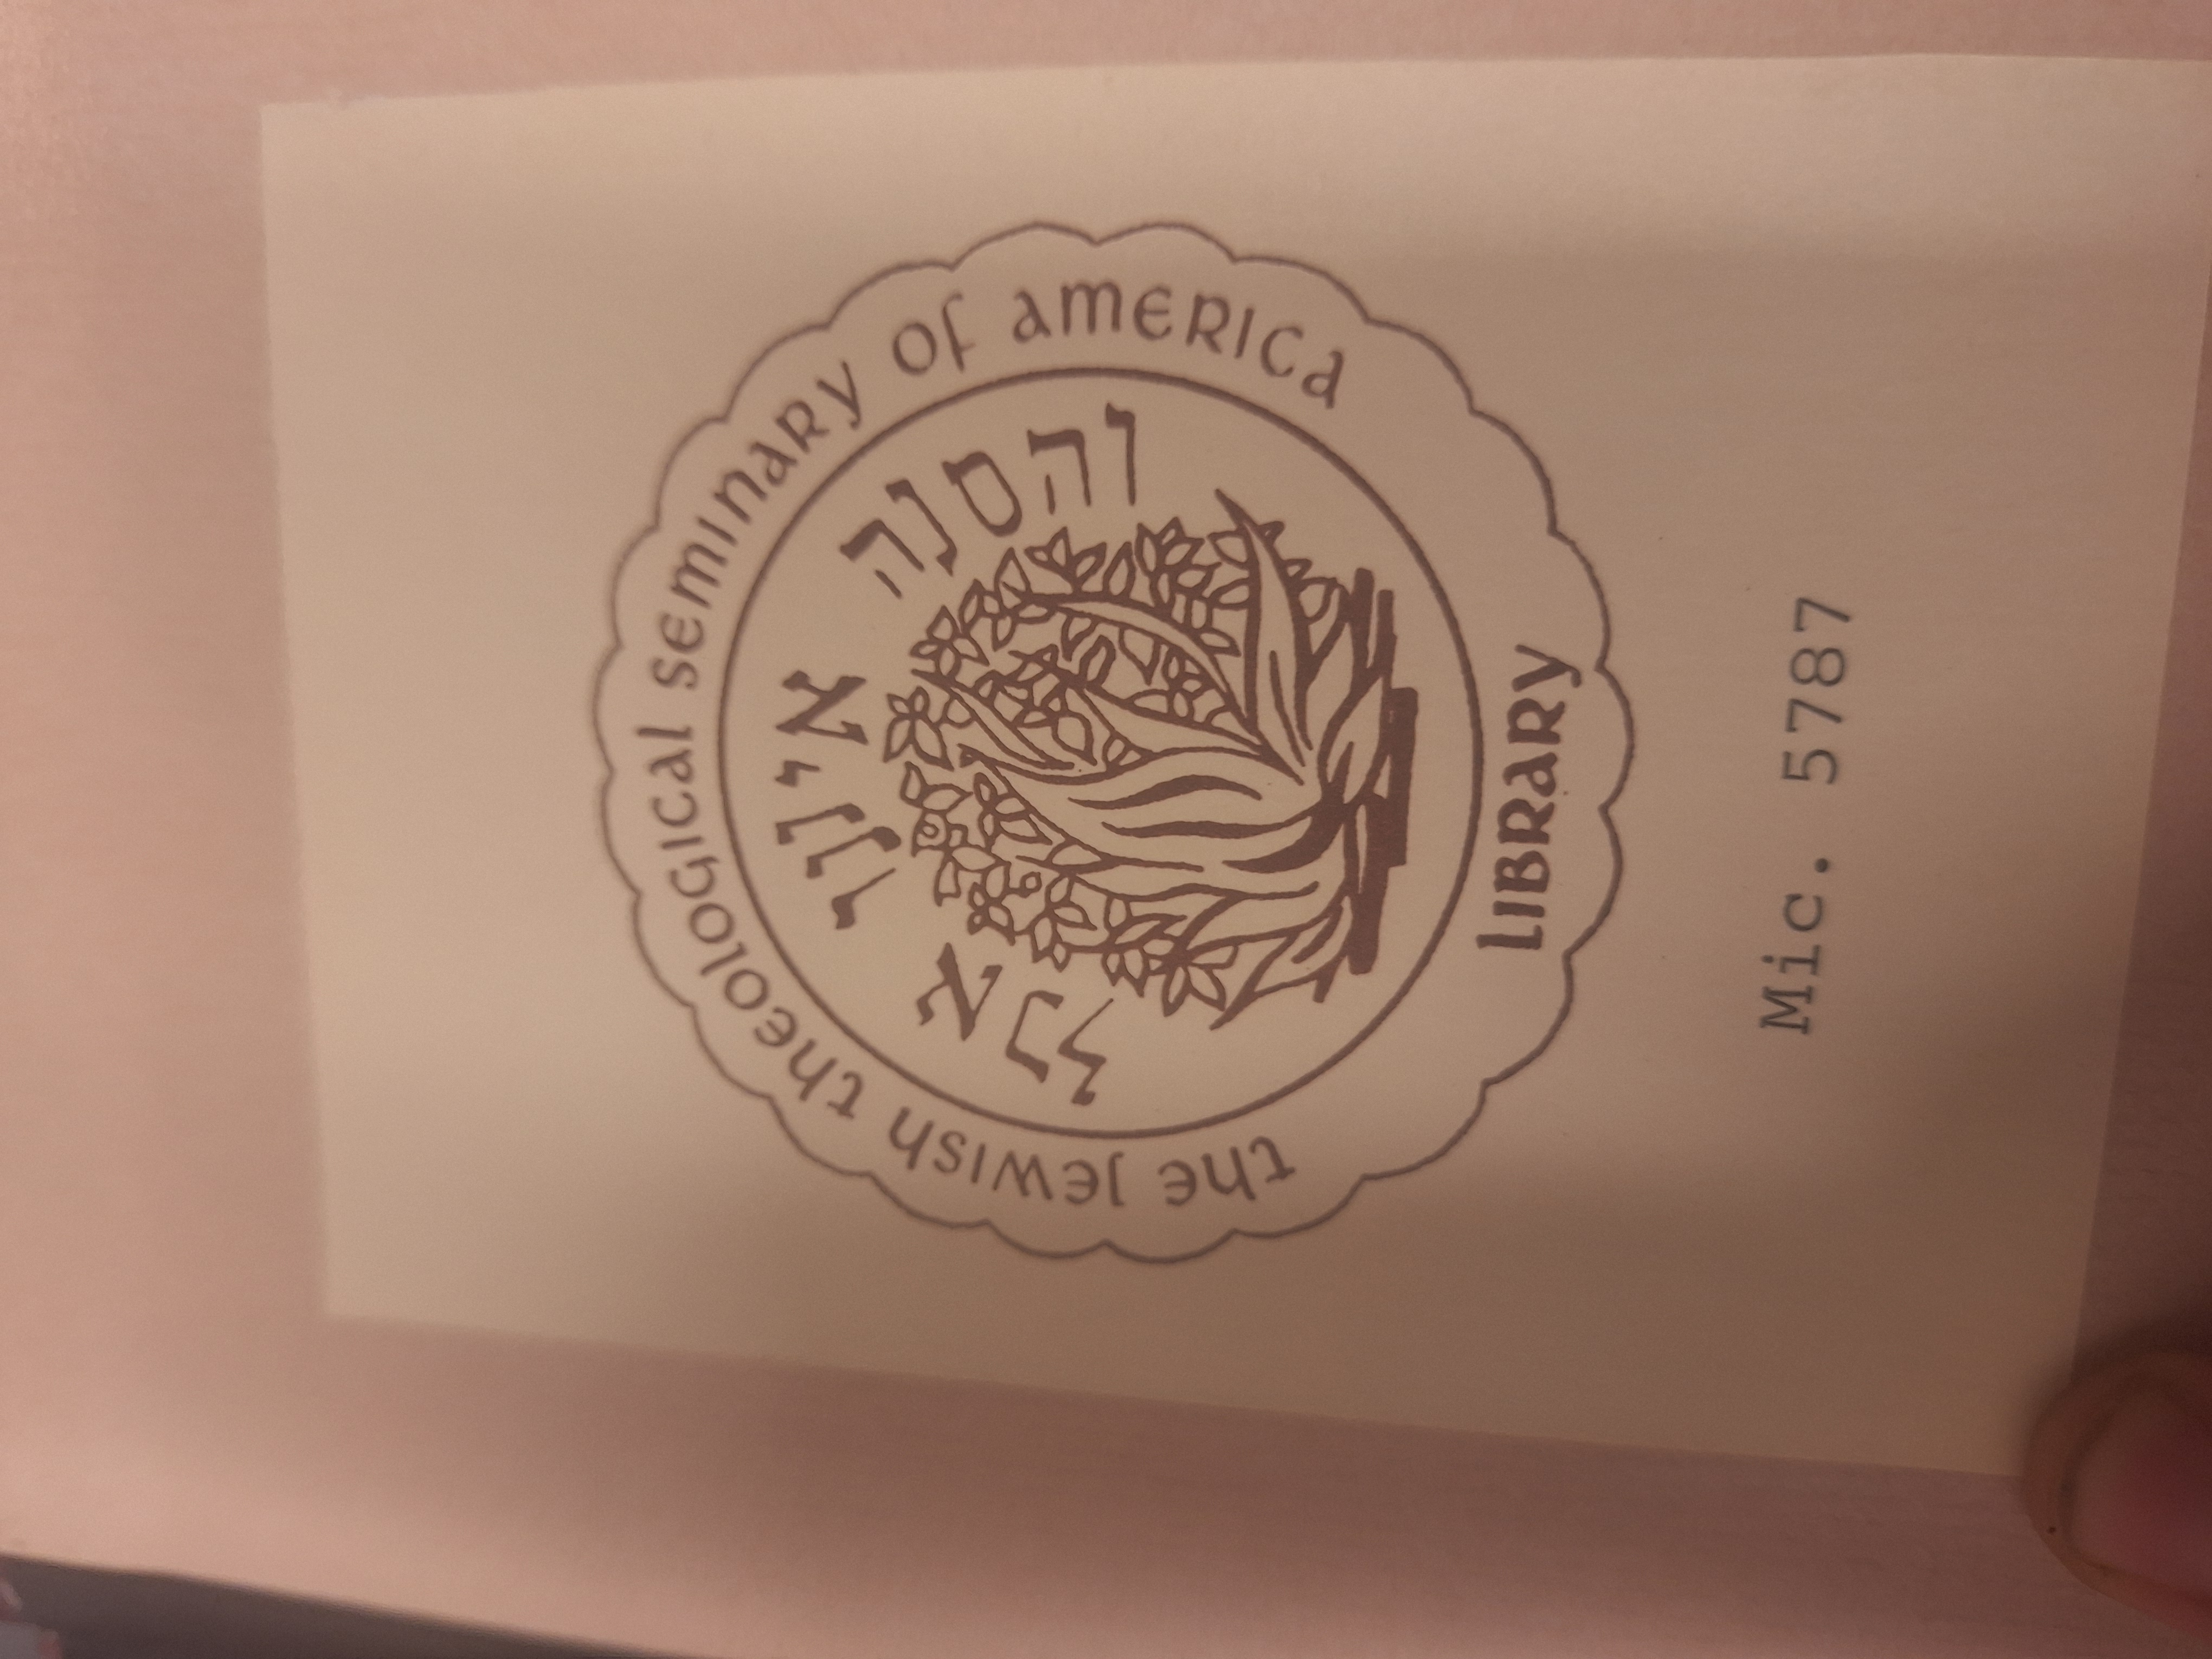 the jewish theological seminary of america
והסנה איננו אכל
LIBRARY
Mic. 5787